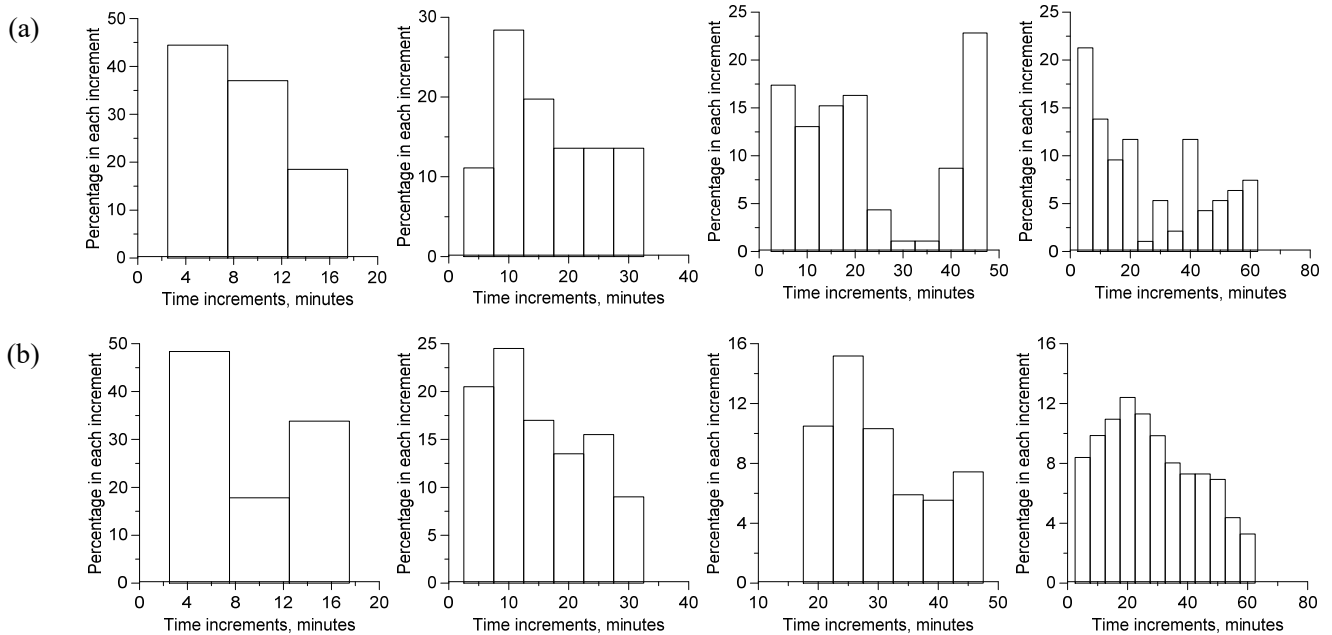 (a)
Percentage in each increment
50
40
30
20
10
0
0 4 8 12 16 20
Time increments, minutes
Percentage in each increment
30
20
10
0
0 10 20 30 40
Time increments, minutes
Percentage in each increment
25
20
15
10
5
0
0 10 20 30 40 50
Time increments, minutes
Percentage in each increment
25
20
15
10
5
0
0 20 40 60 80
Time increments, minutes
(b)
Percentage in each increment
50
40
30
20
10
0
0 4 8 12 16 20
Time increments, minutes
Percentage in each increment
25
20
15
10
5
0
0 10 20 30 40
Time increments, minutes
Percentage in each increment
16
12
8
4
0
10 20 30 40 50
Time increments, minutes
Percentage in each increment
16
12
8
4
0
0 20 40 60 80
Time increments, minutes